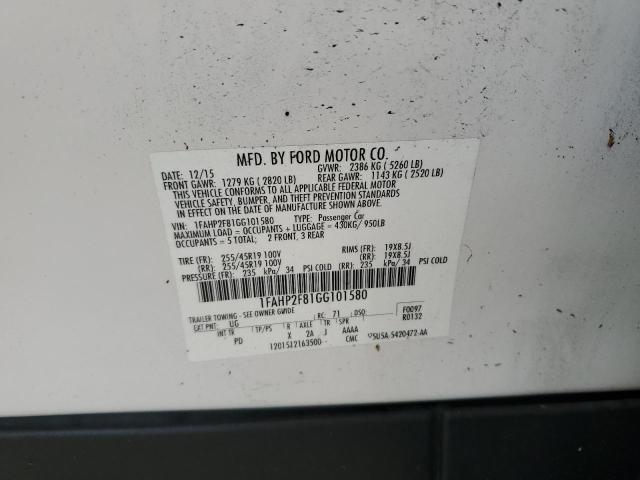 MFD. BY FORD MOTOR CO.
DATE: 12/15 GVWR: 2386 KG ( 5260 LB)
FRONT GAWR: 1279 KG ( 2820 LB) REAR GAWR: 1143 KG ( 2520 LB)
THIS VEHICLE CONFORMS TO ALL APPLICABLE FEDERAL MOTOR
VEHICLE SAFETY, BUMPER, AND THEFT PREVENTION STANDARDS
IN EFFECT ON THE DATE OF MANUFACTURE SHOWN ABOVE.
VIN: 1FAHP2F81GG101580 TYPE: Passenger Car
MAXIMUM LOAD = OCCUPANTS + LUGGAGE = 430KG/ 950LB
OCCUPANTS = 5 TOTAL; 2 FRONT, 3 REAR
TIRE (FR): 255/45R19 100V RIMS (FR): 19X8.5J
(RR): 255/45R19 100V (RR): 19X8.5J
PRESSURE (FR): 235 kPa/ 34 PSI COLD (RR): 235 kPa/ 34 PSI COLD
1FAHP2F81GG101580
TRAILER TOWING - SEE OWNER GUIDE
EXT PNT: UG RC: 71 DSO: F0097
R0132
INT TR TP/PS R AXLE TR SPR
PD X 2A J AAAA
12015J2163500 CMC 5U5A-5420472-AA